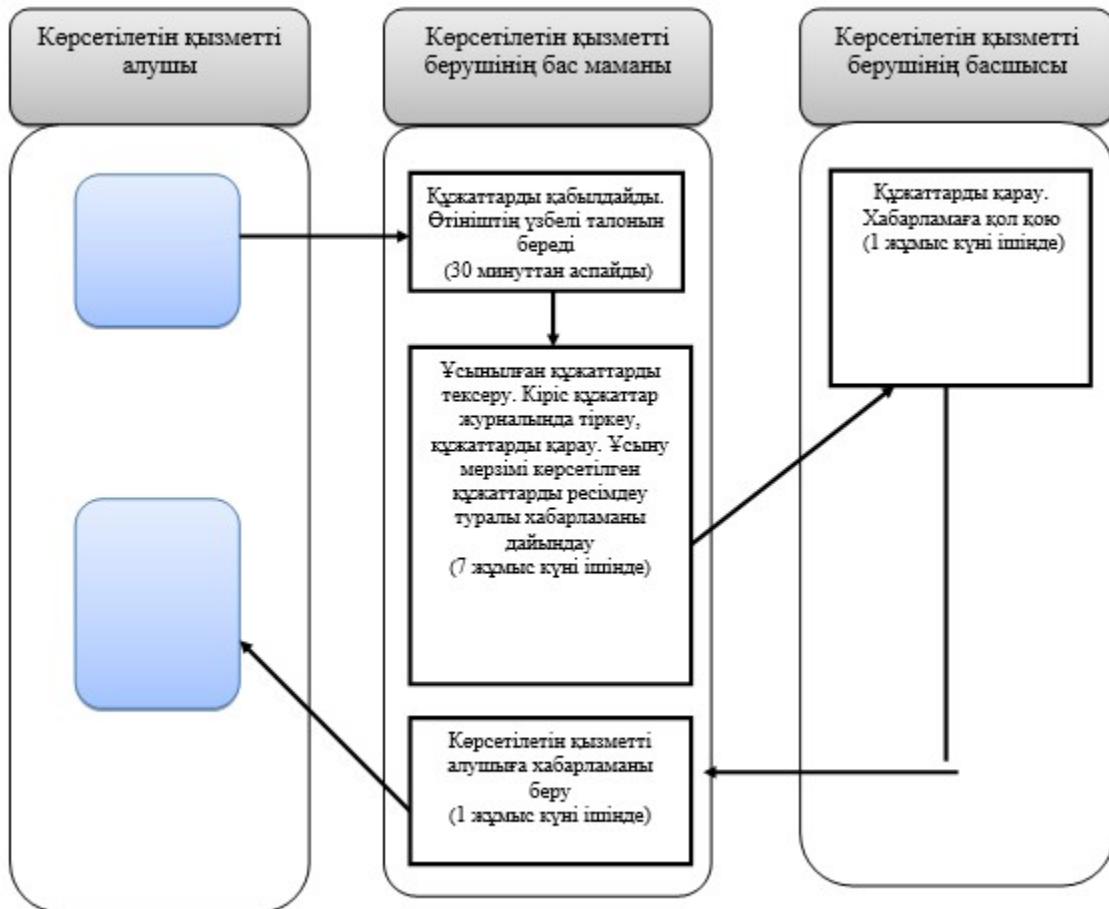 Көрсетілетін қызметті
алушы
Көрсетілетін қызметті
берушінің бас маманы
Көрсетілетін қызметті
берушінің басшысы
Құжаттарды қабылдайды.
Өтініштің үзбелі талонын
береді
(30 минуттан аспайды)
Ұсынылған құжаттарды
тексеру. Кіріс құжаттар
журналында тіркеу,
құжаттарды қарау. Ұсыну
мерзімі көрсетілген
құжаттарды ресімдеу
туралы хабарламаны
дайындау
(7 жұмыс күні ішінде)
Құжаттарды қарау.
Хабарламаға қол қою
(1 жұмыс күні ішінде)
Көрсетілетін қызметті
алушыға хабарламаны
беру
(1 жұмыс күні ішінде)